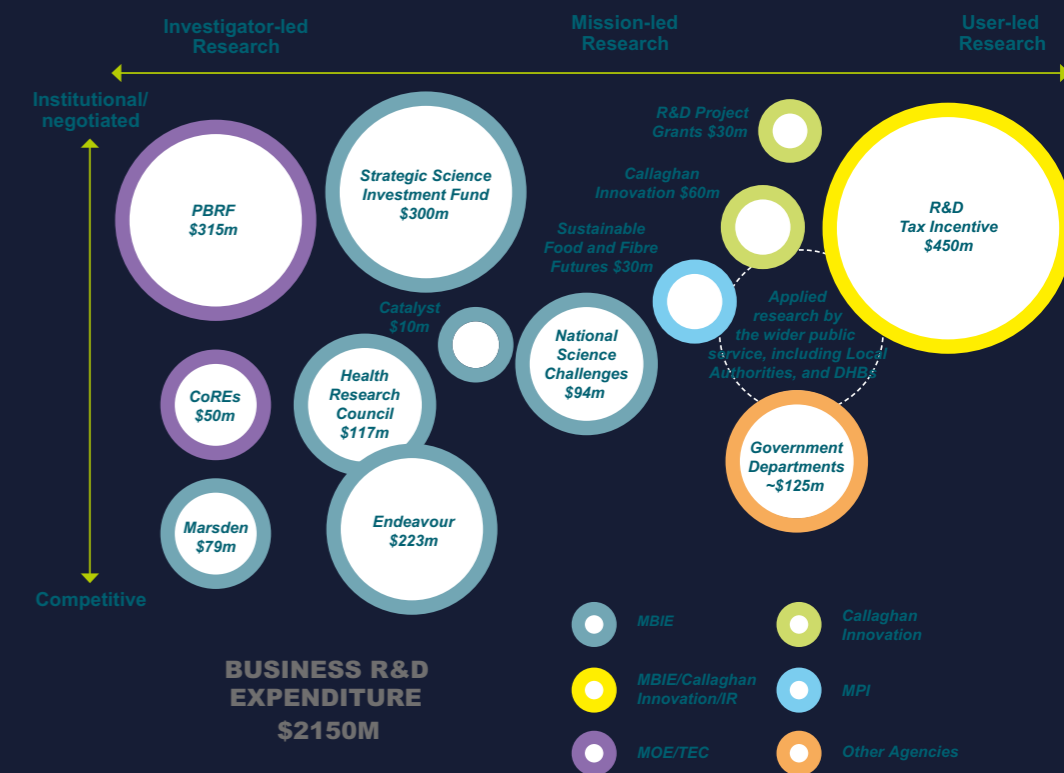 Investigator-led
Research
Mission-led
Research
User-led
Research
Institutional/
negotiated
PBRF
$315m
Strategic Science
Investment Fund
$300m
R&D Project
Grants $30m
Callaghan
Innovation $60m
R&D
Tax Incentive
$450m
Sustainable
Food and Fibre
Futures $30m
Catalyst
$10m
Applied
research by
the wider public
service, including Local
Authorities, and DHBs
National
Science
Challenges
$94m
CoREs
$50m
Health
Research
Council
$117m
Government
Departments
~$125m
Marsden
$79m
Endeavour
$223m
Competitive
BUSINESS R&D
EXPENDITURE
$2150M
MBIE
Callaghan
Innovation
MBIE/Callaghan
Innovation/IR
MPI
MOE/TEC
Other Agencies